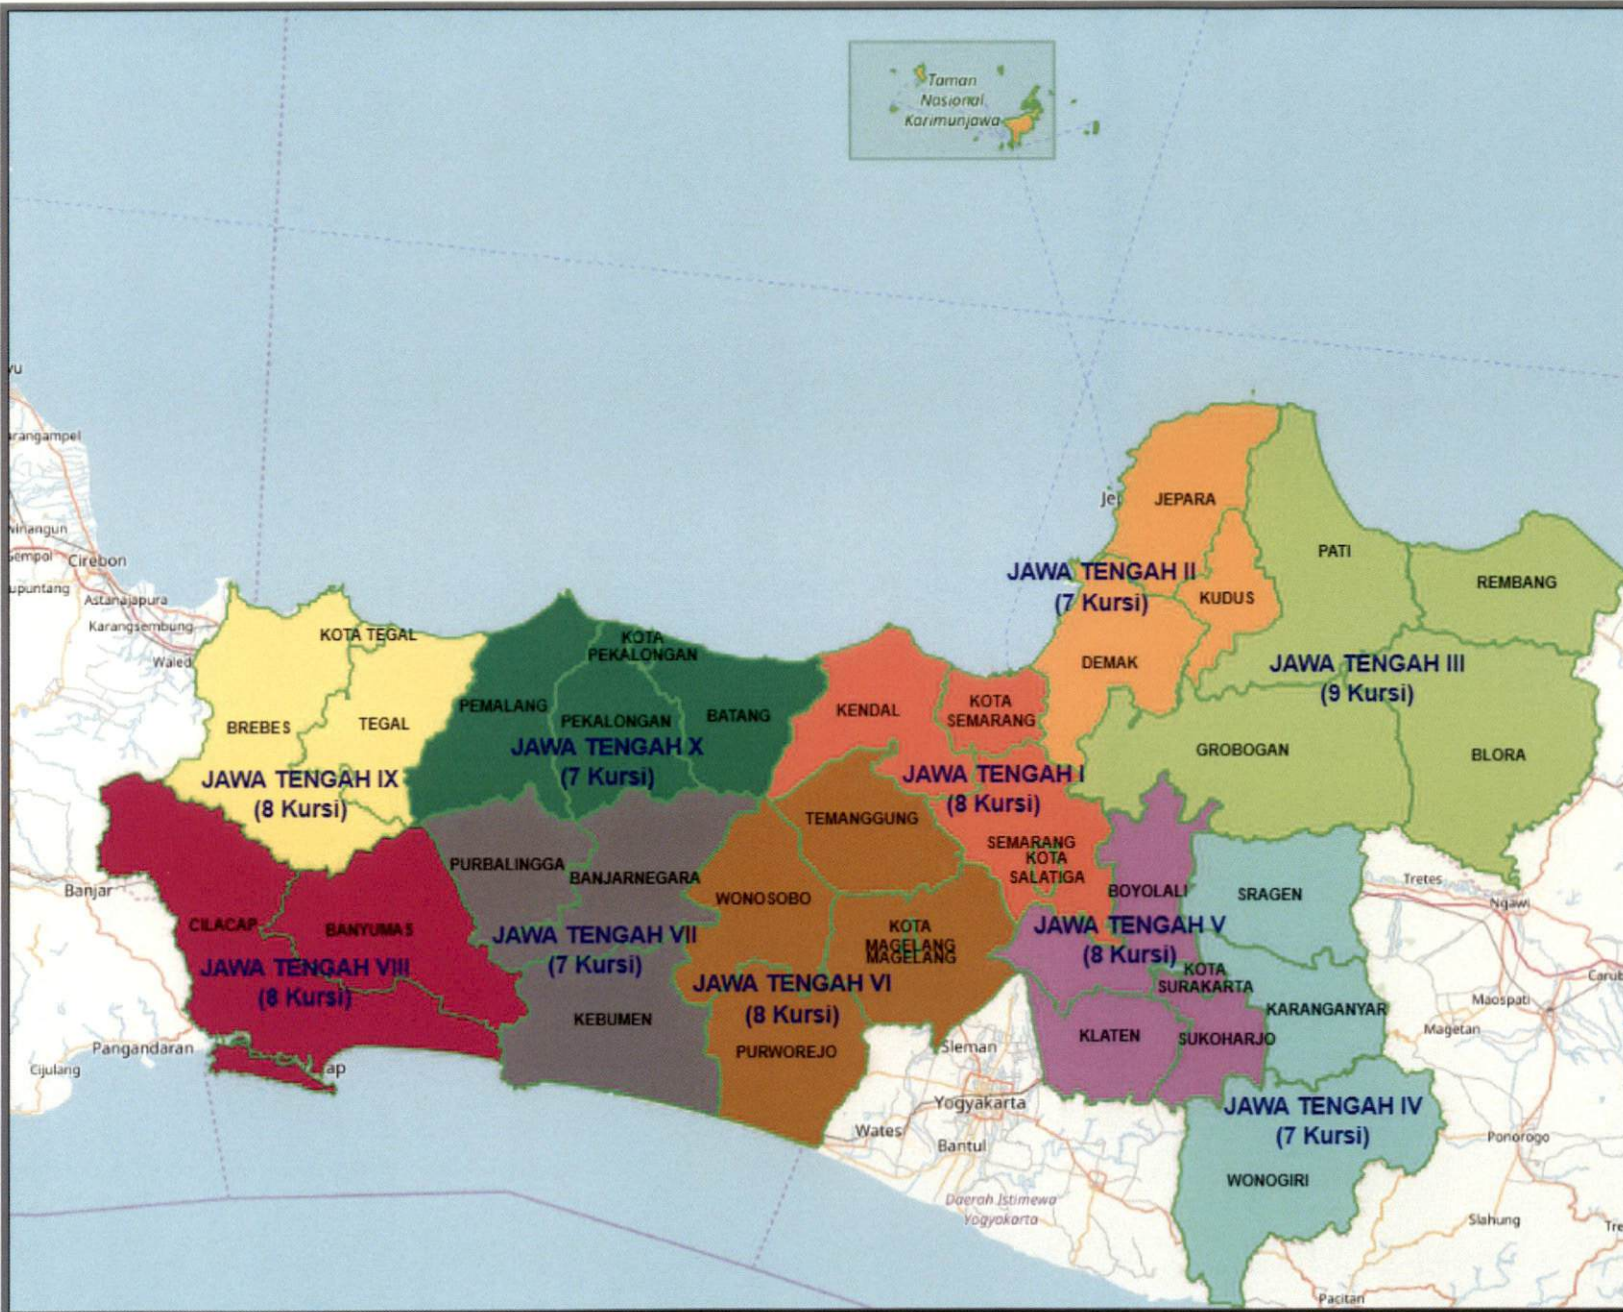 Taman
Nasional
Karimunjawa
JEPARA
PATI
REMBANG
Cirebon
JAWA TENGAH II
(7 Kursi)
KUDUS
Astanajapura
Karangsembung
KOTA TEGAL
KOTA
PEKALONGAN
Waled
DEMAK
JAWA TENGAH III
(9 Kursi)
PEMALANG
KENDAL
KOTA
SEMARANG
BREBES
TEGAL
PEKALONGAN
BATANG
JAWA TENGAH X
(7 Kursi)
GROBOGAN
BLORA
JAWA TENGAH IX
(8 Kursi)
JAWA TENGAH I
(8 Kursi)
TEMANGGUNG
SEMARANG
KOTA
SALATIGA
PURBALINGGA
BANJARNEGARA
Banjar
WONOSOBO
BOYOLALI
SRAGEN
Tretes
Ngawi
CILACAP
BANYUMAS
JAWA TENGAH VII
(7 Kursi)
KOTA
MAGELANG
MAGELANG
JAWA TENGAH V
(8 Kursi)
JAWA TENGAH VIII
(8 Kursi)
JAWA TENGAH VI
(8 Kursi)
KOTA
SURAKARTA
KARANGANYAR
Maospati
Magetan
KEBUMEN
PURWOREJO
KLATEN
SUKOHARJO
Pangandaran
Cijulang
ap
Sleman
Yogyakarta
Wates
Bantul
JAWA TENGAH IV
(7 Kursi)
Ponorogo
WONOGIRI
Daerah Istimewa
Yogyakarta
Slahung
Pacitan